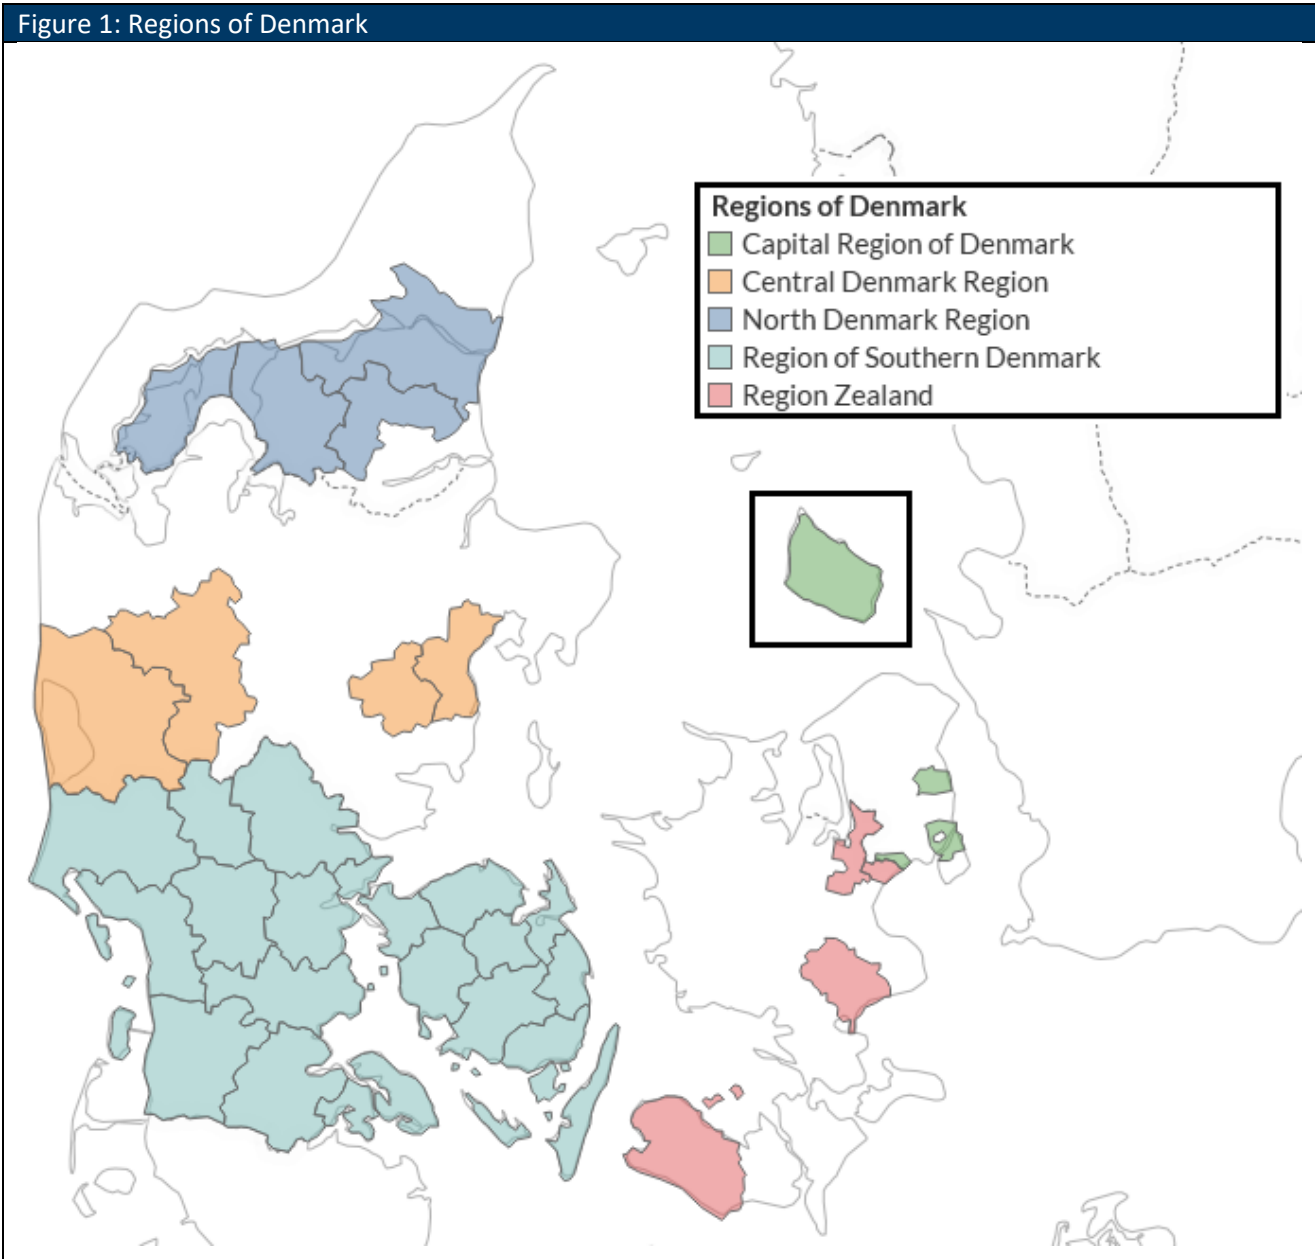 Figure 1: Regions of Denmark
Regions of Denmark
Capital Region of Denmark
Central Denmark Region
North Denmark Region
Region of Southern Denmark
Region Zealand